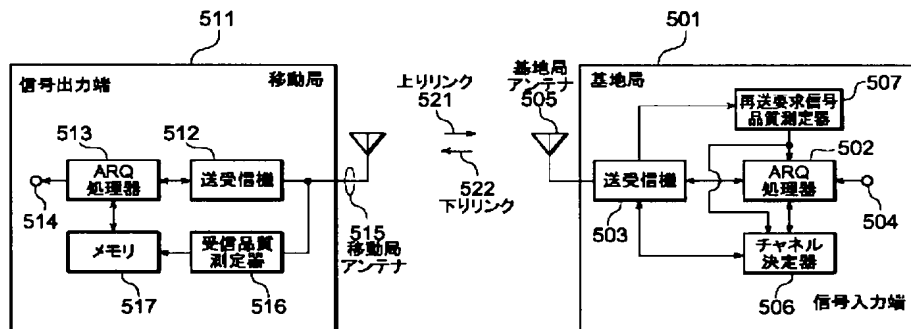 511
移動局
信号出力端
513
512
ARQ
処理器
送受信機
514
メモリ
受信品質
測定器
517
516
515
移動局
アンテナ
上りリンク
521
522
下りリンク
基地局
アンテナ
505
501
基地局
507
再送要求信号
品質測定器
502
送受信機
ARQ
処理器
503
504
チャネル
決定器
506
信号入力端